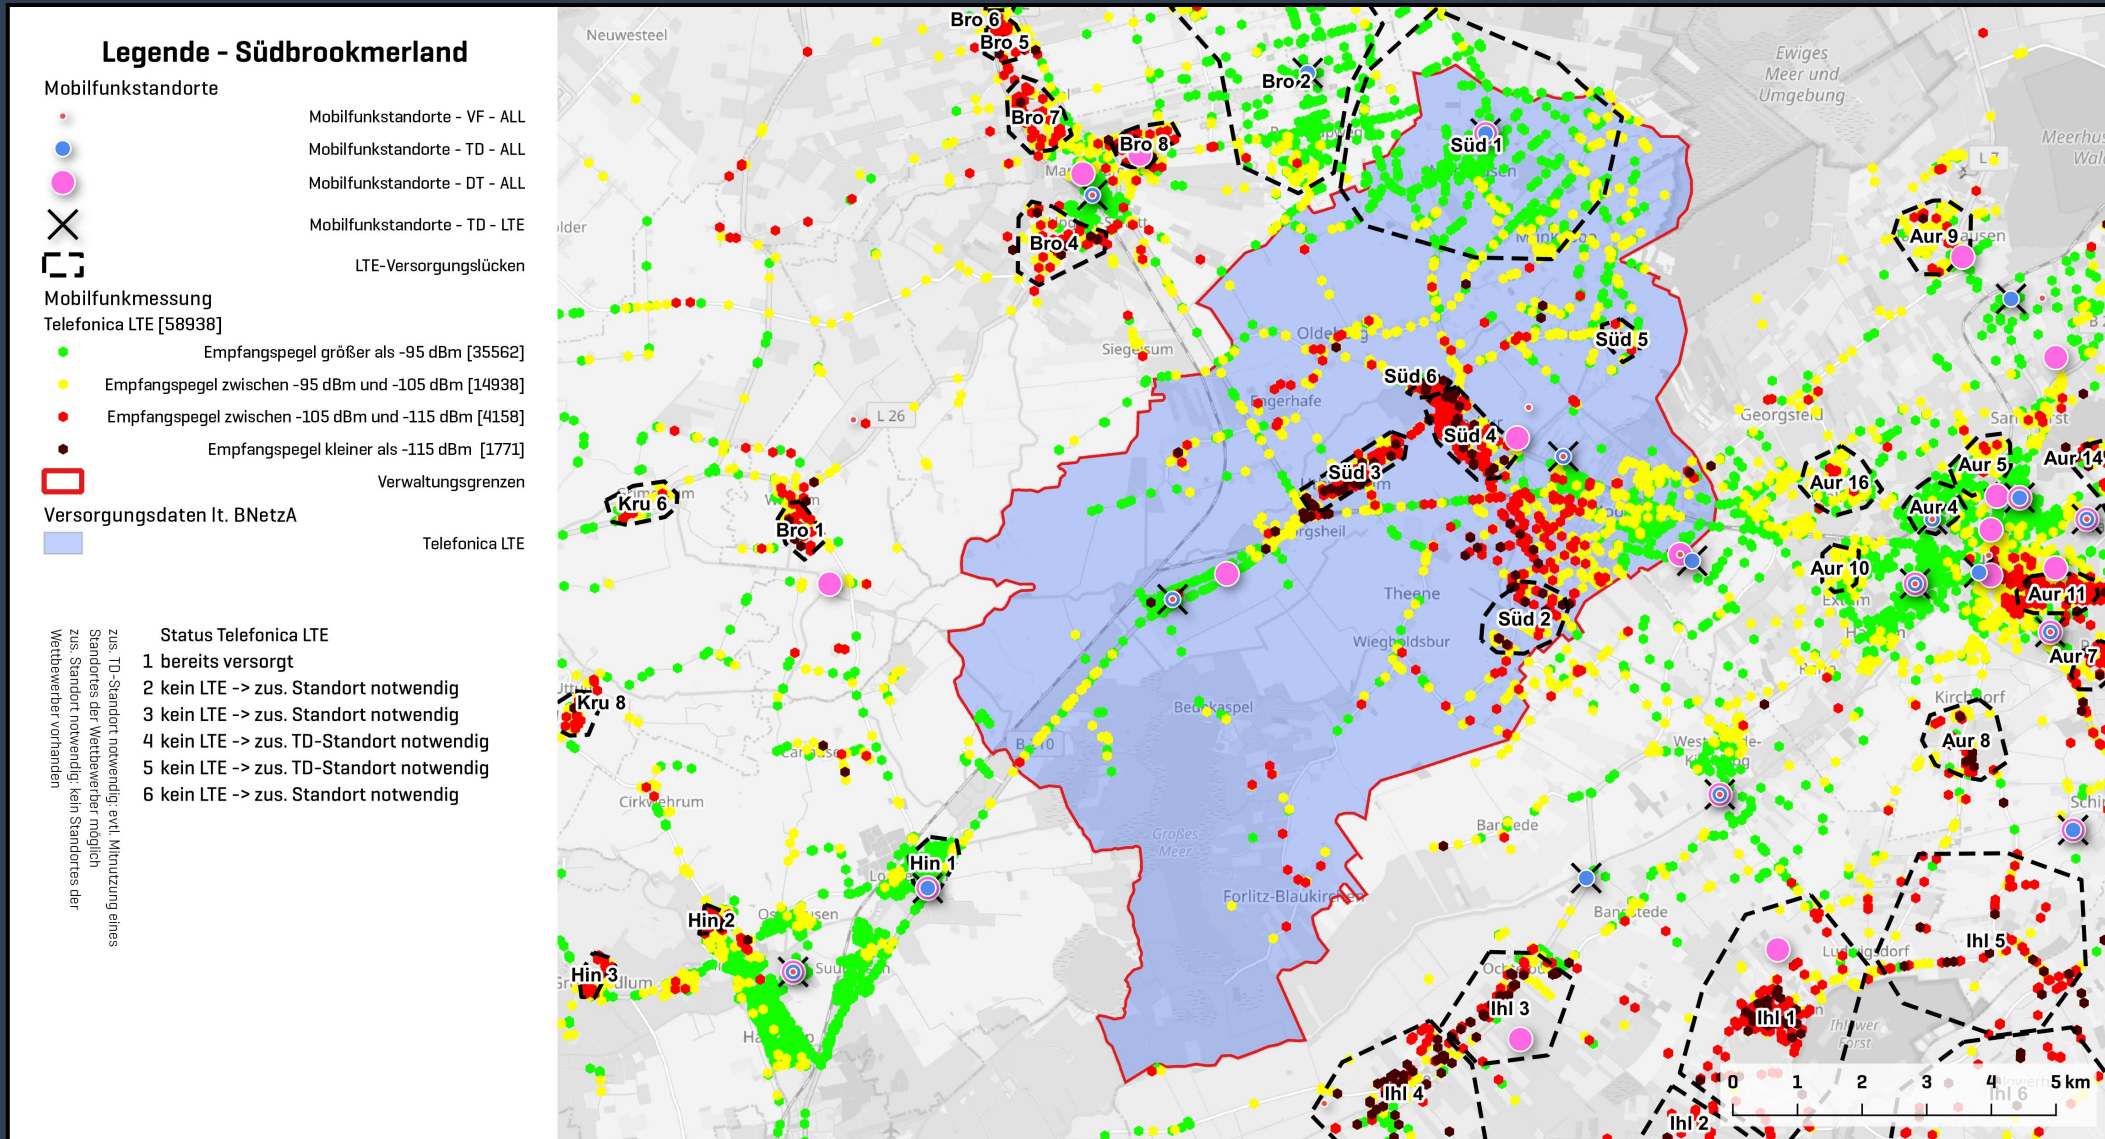 Legende - Südbrookmerland
Mobilfunkstandorte
Mobilfunkstandorte - VF - ALL
Mobilfunkstandorte - TD - ALL
Mobilfunkstandorte - DT - ALL
Mobilfunkstandorte - TD - LTE
LTE-Versorgungslücken
Mobilfunkmessung
Telefonica LTE [58938]
Empfangspegel größer als -95 dBm [35562]
Empfangspegel zwischen -95 dBm und -105 dBm [14938]
Empfangspegel zwischen -105 dBm und -115 dBm [4158]
Empfangspegel kleiner als -115 dBm [1771]
Verwaltungsgrenzen
Versorgungsdaten lt. BNetzA
Telefonica LTE
Status Telefonica LTE
1 bereits versorgt
2 kein LTE -> zus. Standort notwendig
3 kein LTE -> zus. Standort notwendig
4 kein LTE -> zus. TD-Standort notwendig
5 kein LTE -> zus. TD-Standort notwendig
6 kein LTE -> zus. Standort notwendig
zus. TD-Standort notwendig: evtl. Mitnutzung eines
Standortes der Wettbewerber möglich
zus. Standort notwendig: kein Standortes der
Wettbewerber vorhanden
Neuwesteel
Bro 6
Bro 5
Bro 7
Bro 8
Bro 4
Bro 2
Süd 1
Ewiges
Meer und
Umgebung
L 7
Aur 9
Siegelsum
Süd 5
Süd 6
Engerhafe
Georgsfeld
L 26
Süd 4
Süd 3
Aur 5
Aur 14
Aur 16
Aur 4
Kru 6
Bro 1
Aur 10
Aur 11
Theene
Süd 2
Wiegboldsbur
Aur 7
Kru 8
Bedekaspel
B 210
Kirchdorf
Aur 8
Cirkwehrum
Barstede
Großes
Meer
Hin 1
Forlitz-Blaukirchen
Bangstede
Hin 2
Hin 3
Ludwigsdorf
Ihl 5
Ihl 3
Ihl 1
Ihlower
Forst
Ihl 4
Ihl 2
Ihl 6
0 1 2 3 4 5 km